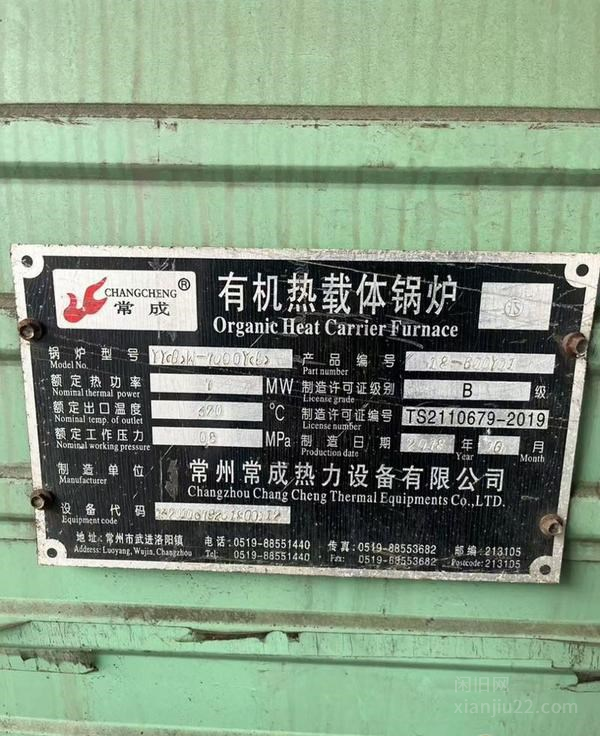 CHANGCHENG ®
常成
有机热载体锅炉
Organic Heat Carrier Furnace
锅炉型号
Model No.
产品编号
Part number
额定热功率 MW
Nominal thermal power
制造许可证级别 B 级
License grade
额定出口温度 ℃
Nominal temp. of outlet
制造许可证编号 TS2110679-2019
License number
额定工作压力 MPa
Nominal working pressure
制造日期 2018 年 月
Production date Year Month
制造单位 常州常成热力设备有限公司
Manufacturer Changzhou Chang Cheng Thermal Equipments Co.,LTD.
设备代码
Equipment code
地址:常州市武进洛阳镇 电话:0519-88551440 传真:0519-88553682 邮编:213105
Address: Luoyang, Wujin, Changzhou Tel: 0519-88551440 Fax: 0519-88553682 Postcode: 213105
闲旧网
xianjiu22.com